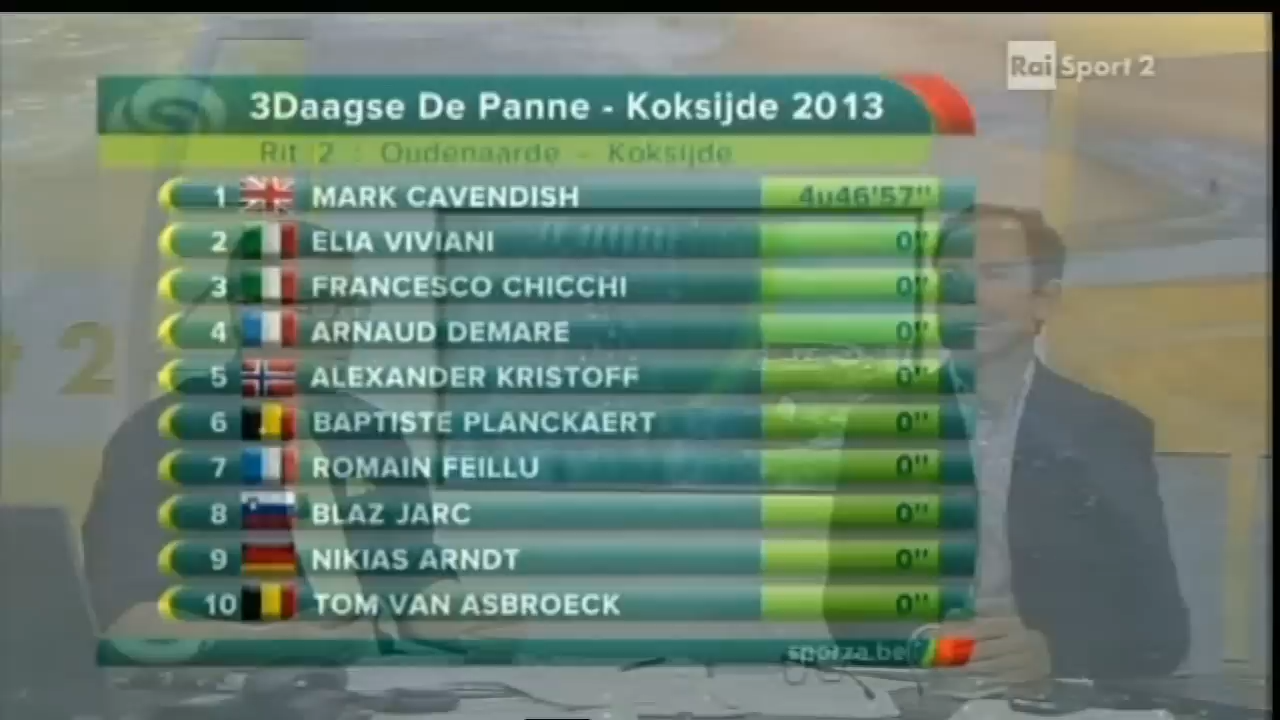 Rai Sport 2
3Daagse De Panne - Koksijde 2013
Rit 2 : Oudenaarde - Koksijde
1 MARK CAVENDISH 4u46'57"
2 ELIA VIVIANI 0"
3 FRANCESCO CHICCHI 0"
4 ARNAUD DEMARE 0"
5 ALEXANDER KRISTOFF 0"
6 BAPTISTE PLANCKAERT 0"
7 ROMAIN FEILLU 0"
8 BLAZ JARC 0"
9 NIKIAS ARNDT 0"
10 TOM VAN ASBROECK 0"
sporza.be